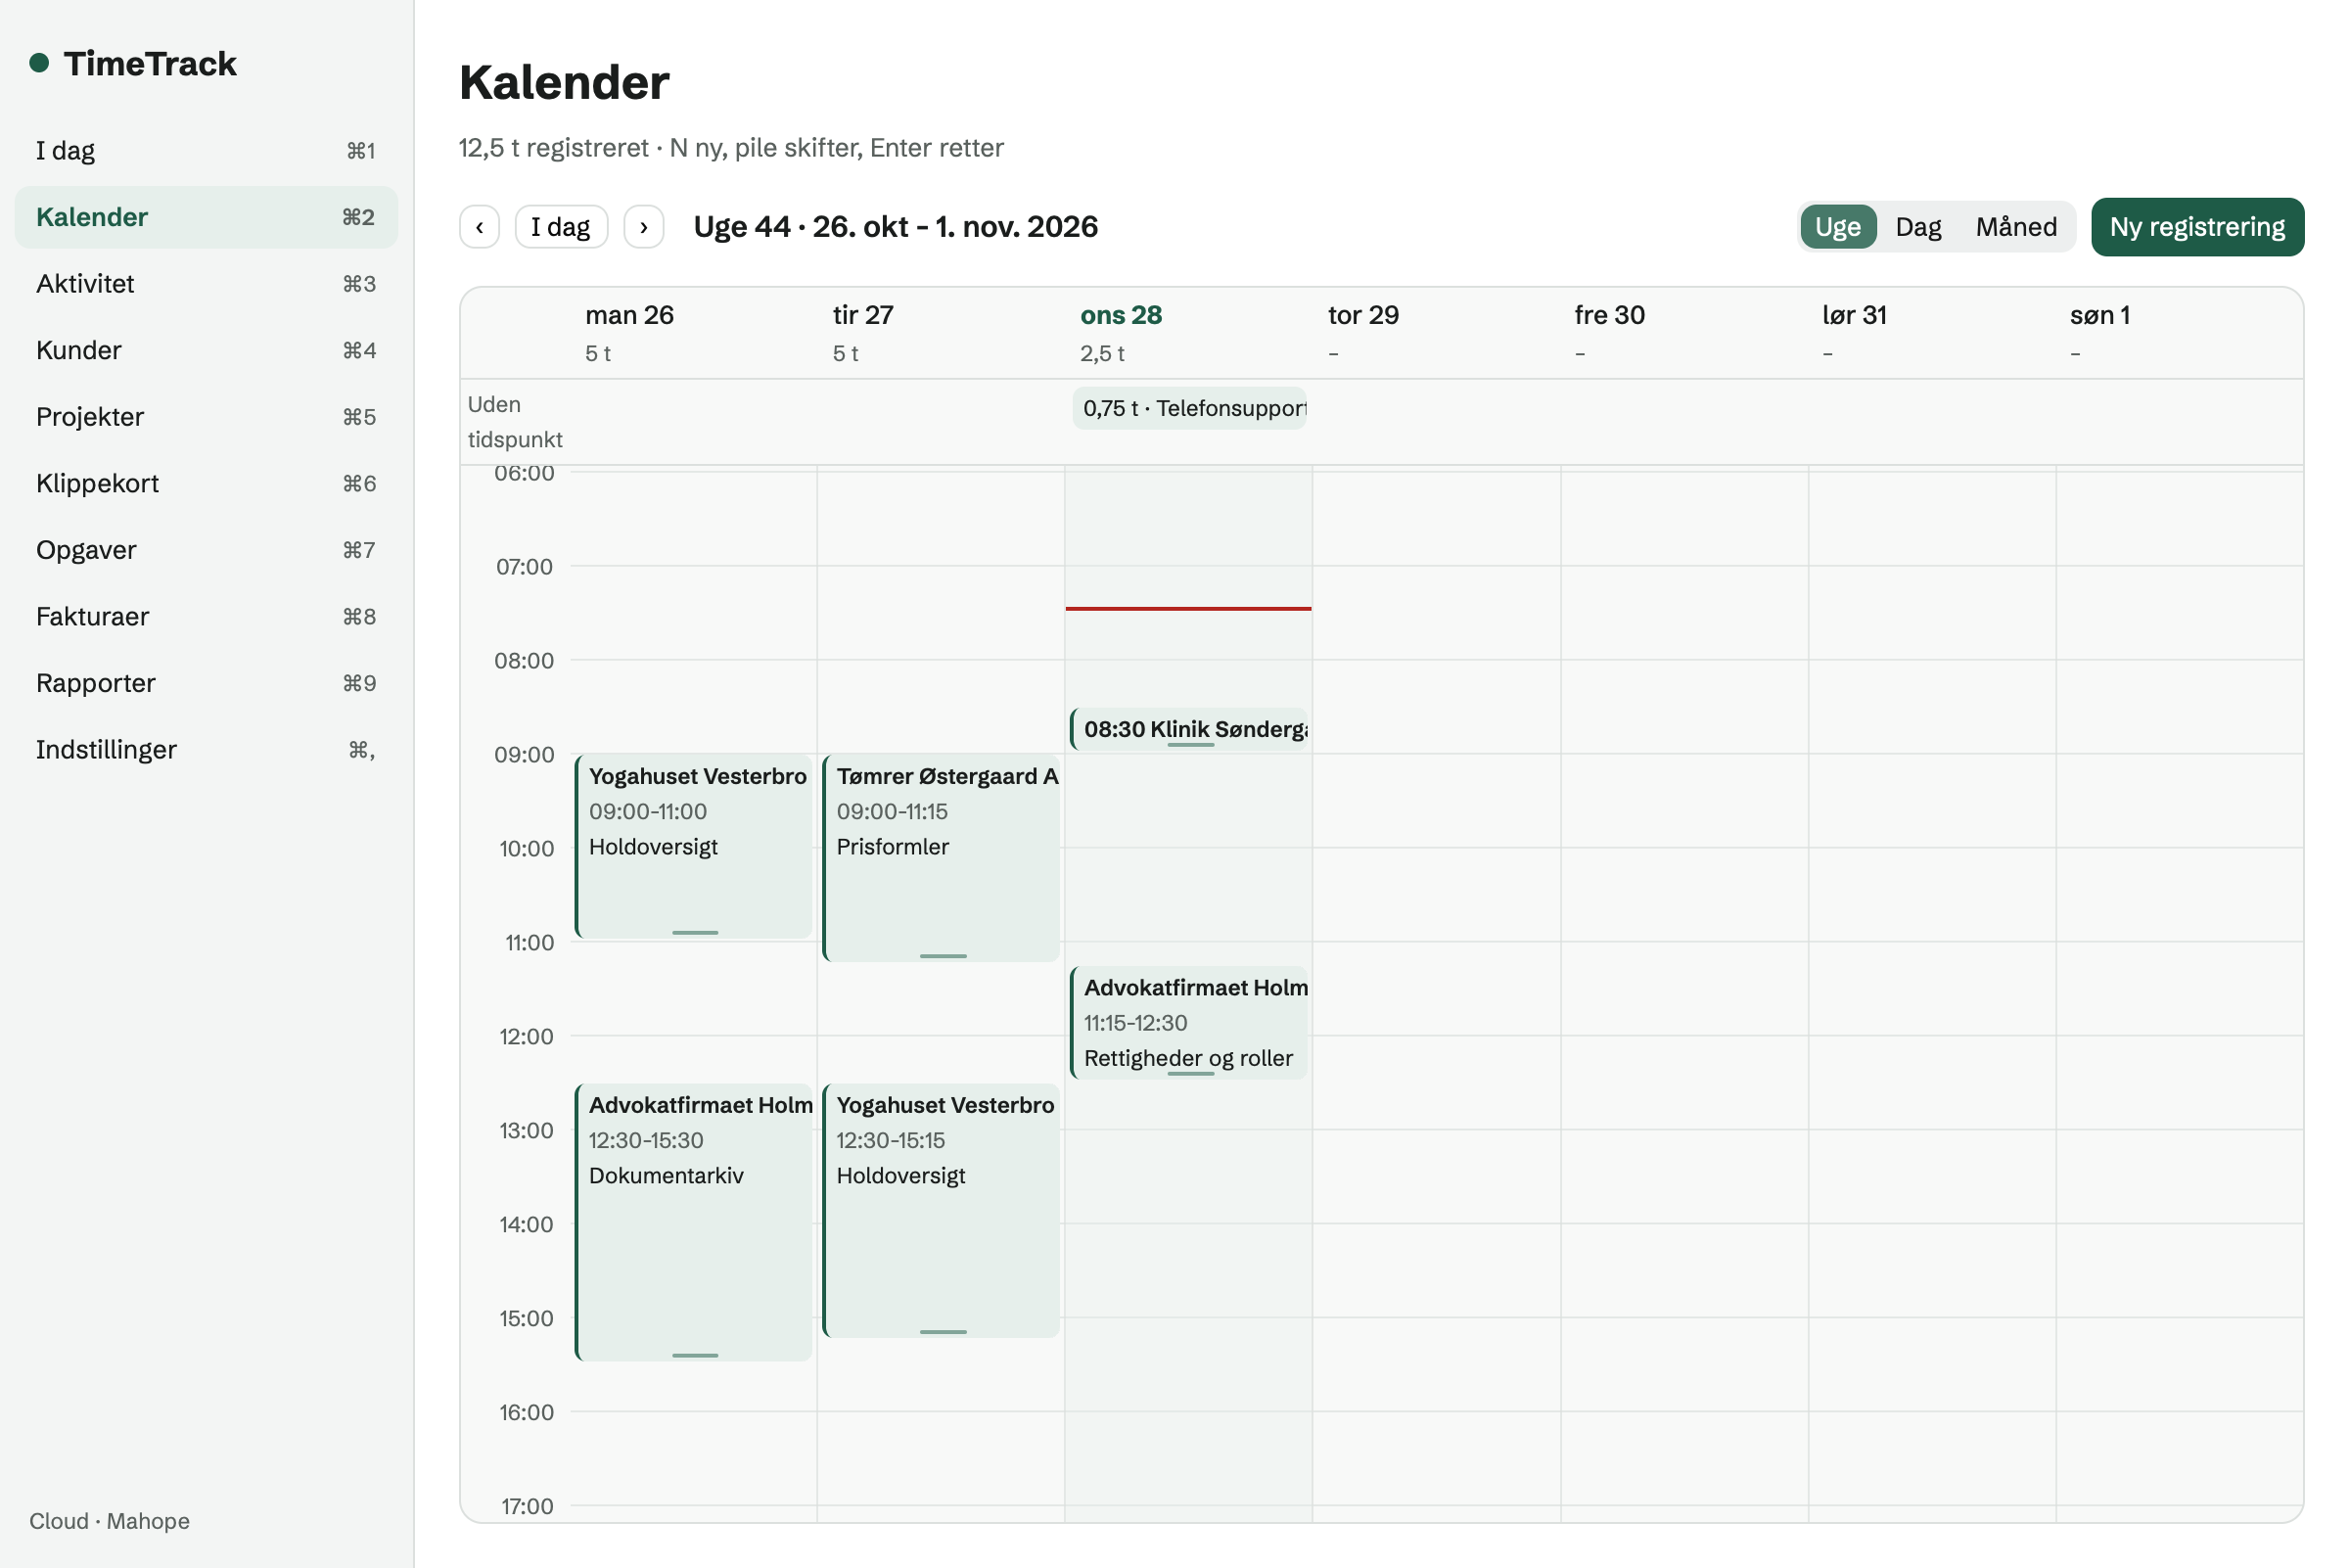 TimeTrack
I dag ⌘1
Kalender ⌘2
Aktivitet ⌘3
Kunder ⌘4
Projekter ⌘5
Klippekort ⌘6
Opgaver ⌘7
Fakturaer ⌘8
Rapporter ⌘9
Indstillinger ⌘,
Cloud · Mahope
Kalender
12,5 t registreret · N ny, pile skifter, Enter retter
‹ I dag › Uge 44 · 26. okt - 1. nov. 2026
Uge Dag Måned Ny registrering
man 26 tir 27 ons 28 tor 29 fre 30 lør 31 søn 1
5 t 5 t 2,5 t - - - -
Uden
tidspunkt
0,75 t · Telefonsupport
06:00
07:00
08:00
09:00
10:00
11:00
12:00
13:00
14:00
15:00
16:00
17:00
Yogahuset Vesterbro
09:00-11:00
Holdoversigt
Advokatfirmaet Holm
12:30-15:30
Dokumentarkiv
Tømrer Østergaard A
09:00-11:15
Prisformler
Yogahuset Vesterbro
12:30-15:15
Holdoversigt
08:30 Klinik Sønderga
Advokatfirmaet Holm
11:15-12:30
Rettigheder og roller